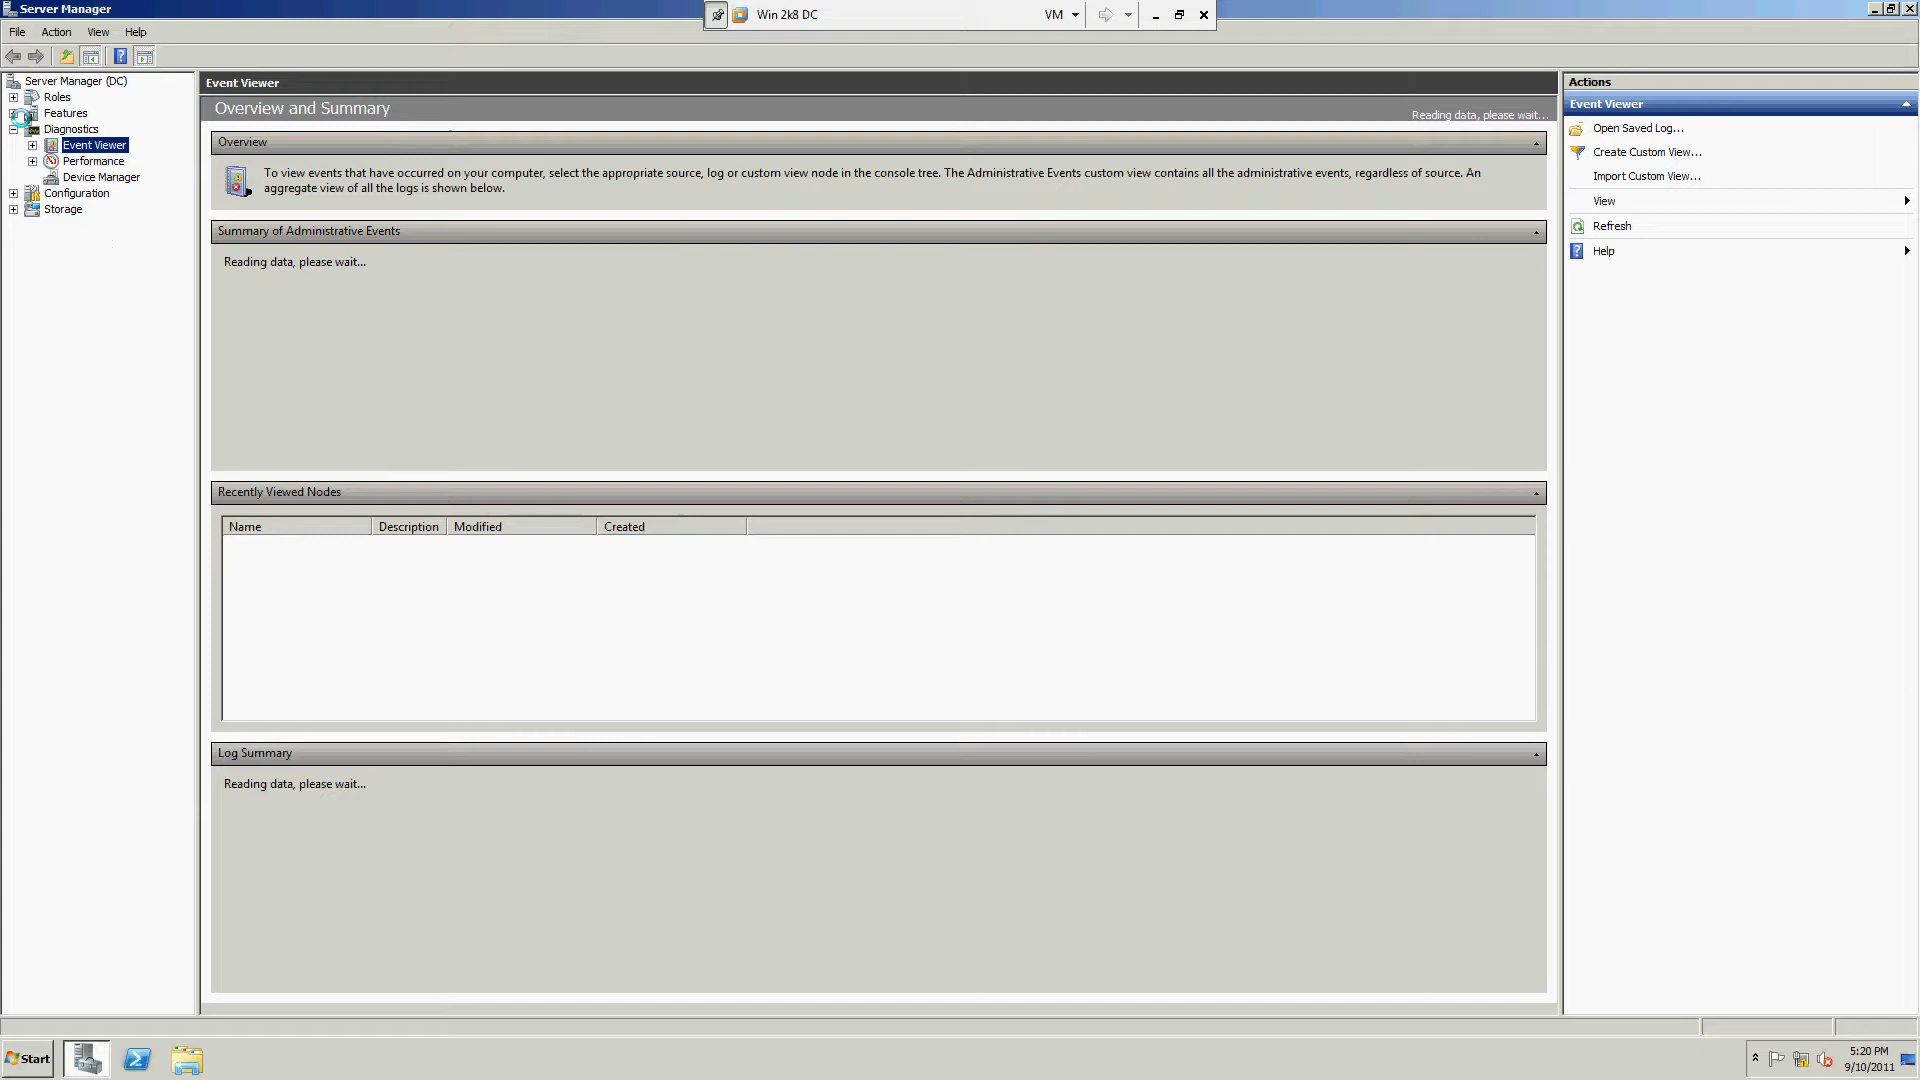 Server Manager
Win 2k8 DC
VM
File Action View Help
Server Manager (DC)
Roles
Features
Diagnostics
Event Viewer
Performance
Device Manager
Configuration
Storage
Event Viewer
Overview and Summary
Reading data, please wait...
Overview
To view events that have occurred on your computer, select the appropriate source, log or custom view node in the console tree. The Administrative Events custom view contains all the administrative events, regardless of source. An
aggregate view of all the logs is shown below.
Summary of Administrative Events
Reading data, please wait...
Recently Viewed Nodes
Name Description Modified Created
Log Summary
Reading data, please wait...
Actions
Event Viewer
Open Saved Log...
Create Custom View...
Import Custom View...
View
Refresh
Help
Start
5:20 PM
9/10/2011